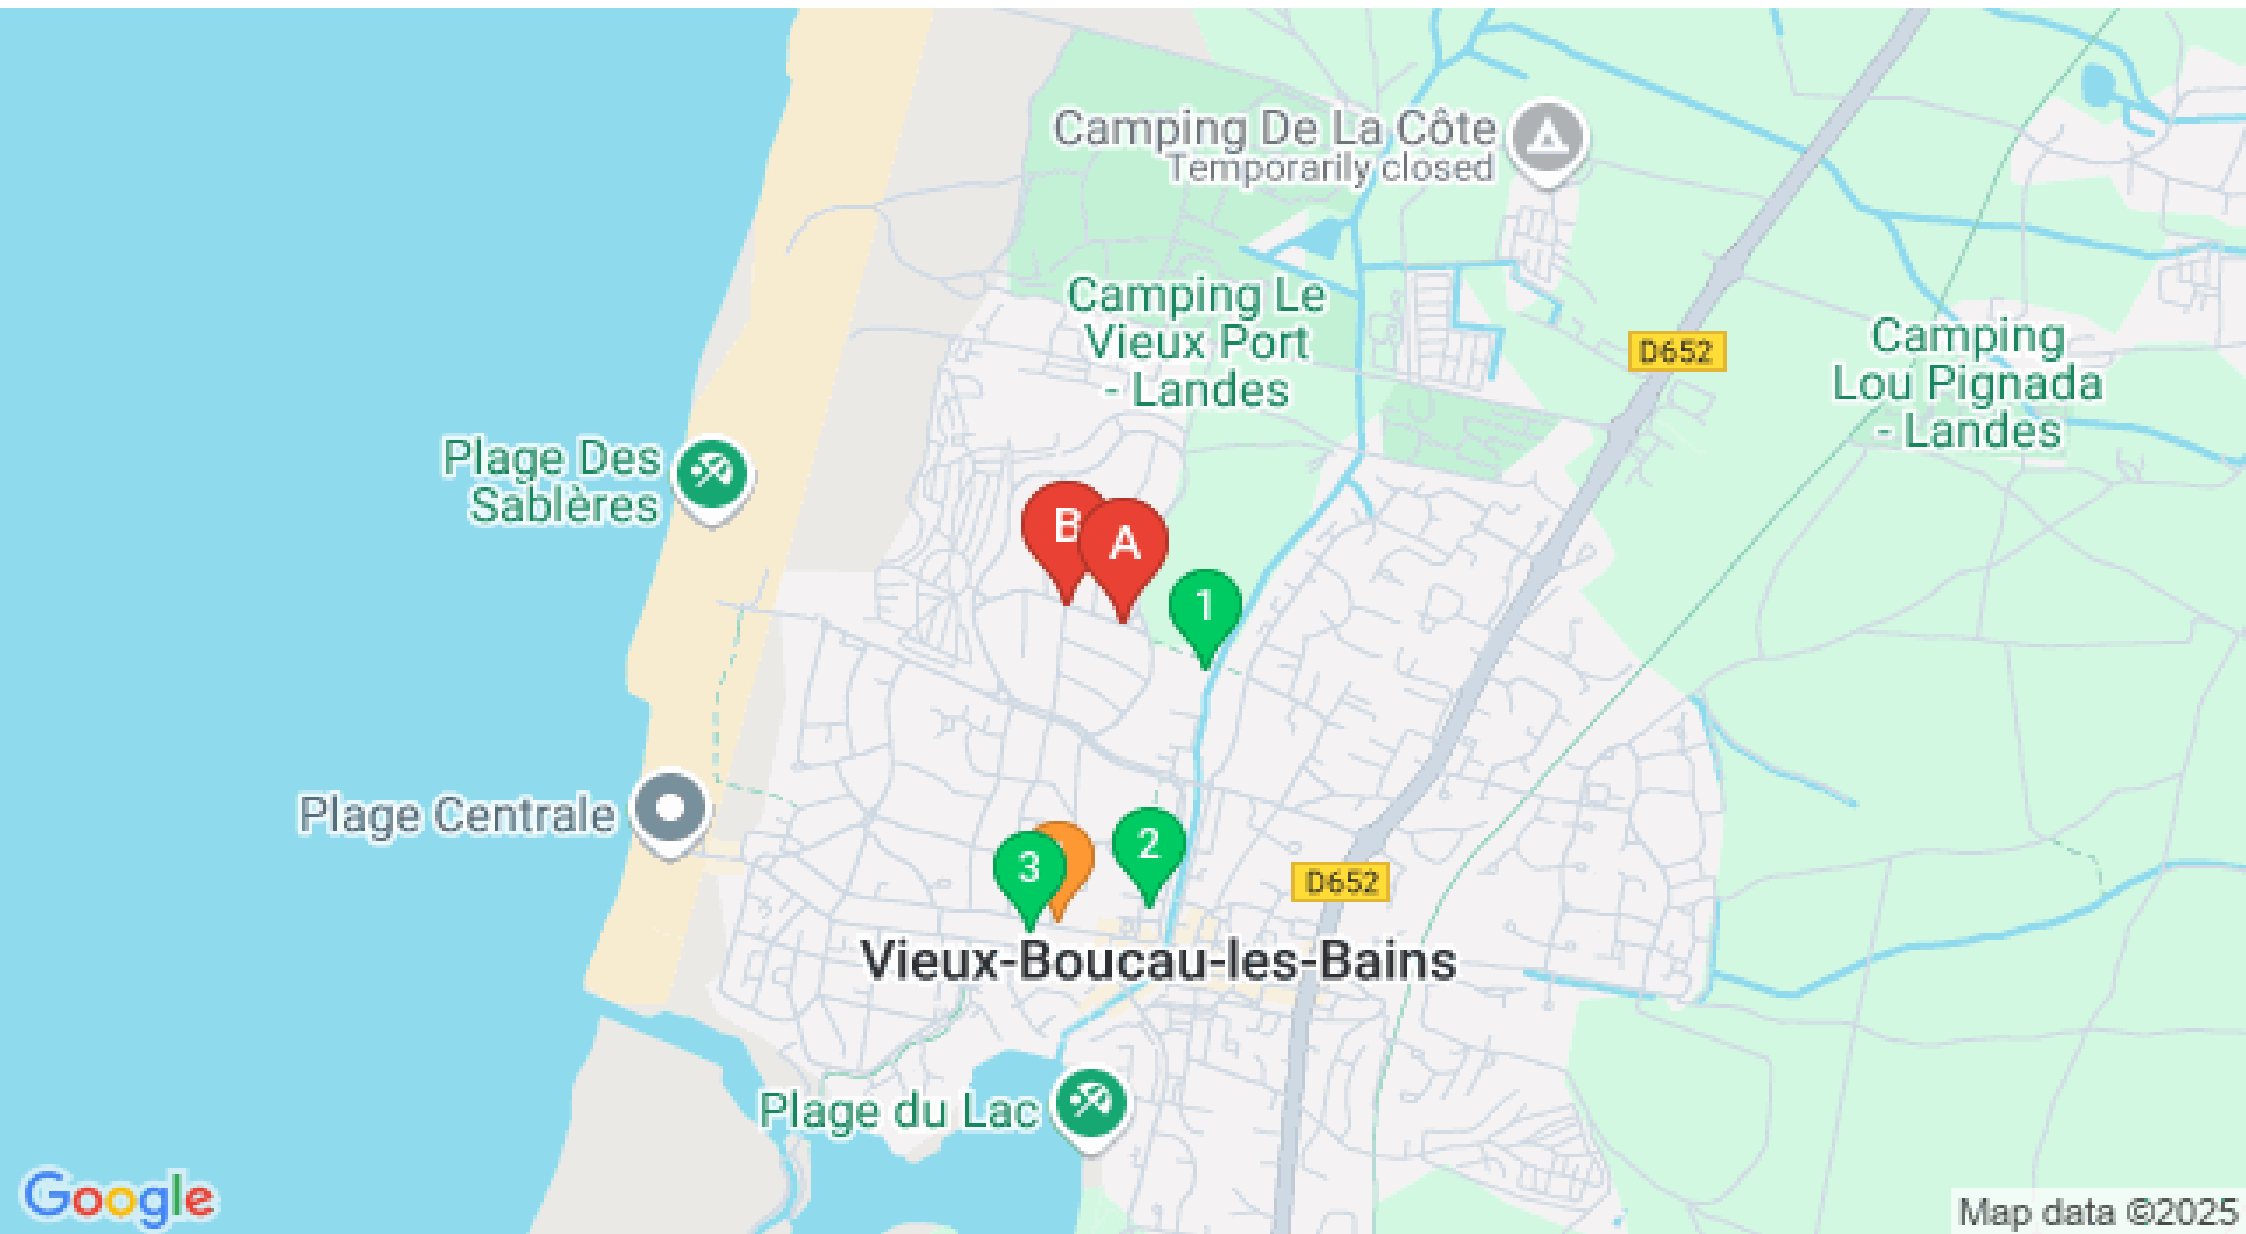 Camping De La Côte
Temporarily closed
Camping Le
Vieux Port
- Landes
D652
Camping
Lou Pignada
- Landes
Plage Des
Sablères
B
A
1
Plage Centrale
2
3
D652
Vieux-Boucau-les-Bains
Plage du Lac
Google
Map data ©2025